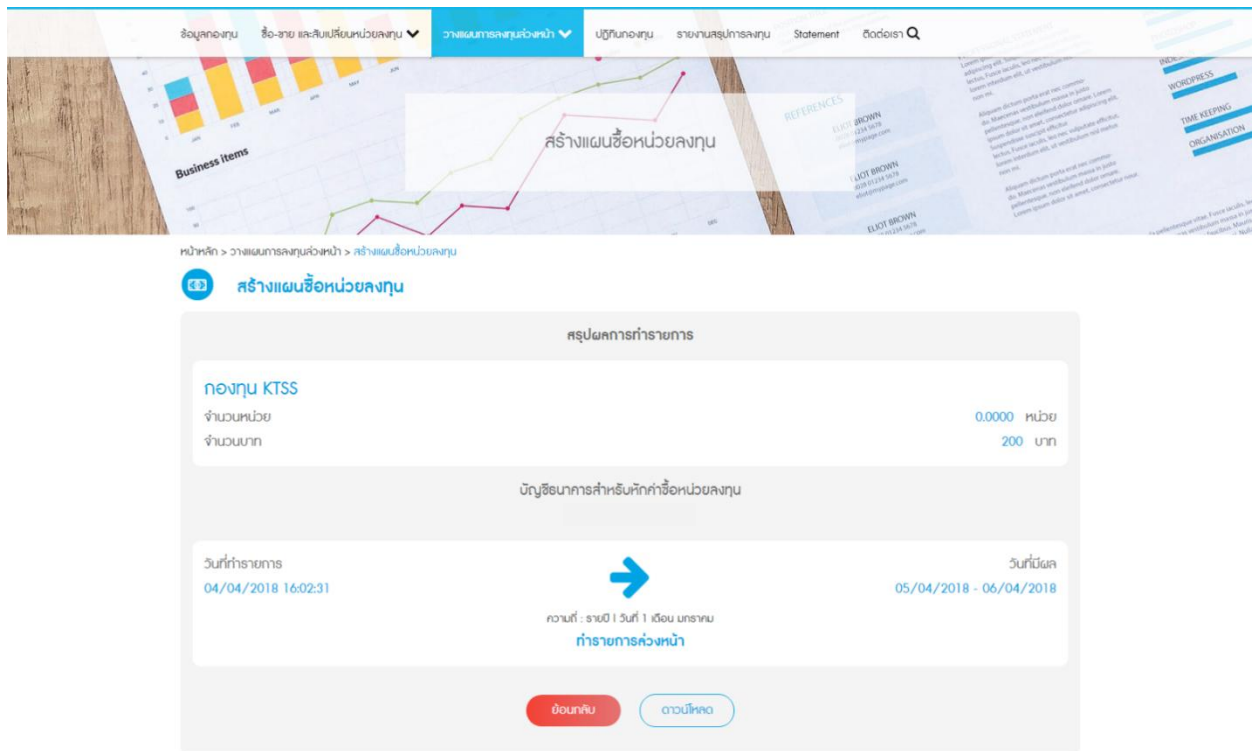 ข้อมูลกองทุน ซื้อ-ขาย และสับเปลี่ยนหน่วยลงทุน วางแผนการลงทุนล่วงหน้า ปฏิทินกองทุน รายงานสรุปการลงทุน Statement ติดต่อเรา
Business items
JAN FEB MAR APR MAY JUN
REFERENCES
ELIOT BROWN
WORDPRESS
TIME KEEPING
ORGANISATION
สร้างแผนซื้อหน่วยลงทุน
ELIOT BROWN
ELIOT BROWN
หน้าหลัก > วางแผนการลงทุนล่วงหน้า > สร้างแผนซื้อหน่วยลงทุน
สร้างแผนซื้อหน่วยลงทุน
สรุปผลการทำรายการ
กองทุน KTSS
จำนวนหน่วย 0.0000 หน่วย
จำนวนบาท 200 บาท
บัญชีธนาคารสำหรับหักค่าซื้อหน่วยลงทุน
วันที่ทำรายการ วันที่มีผล
04/04/2018 16:02:31 05/04/2018 - 06/04/2018
ความถี่ : รายปี | วันที่ 1 เดือน มกราคม
ทำรายการล่วงหน้า
ย้อนกลับ ดาวน์โหลด